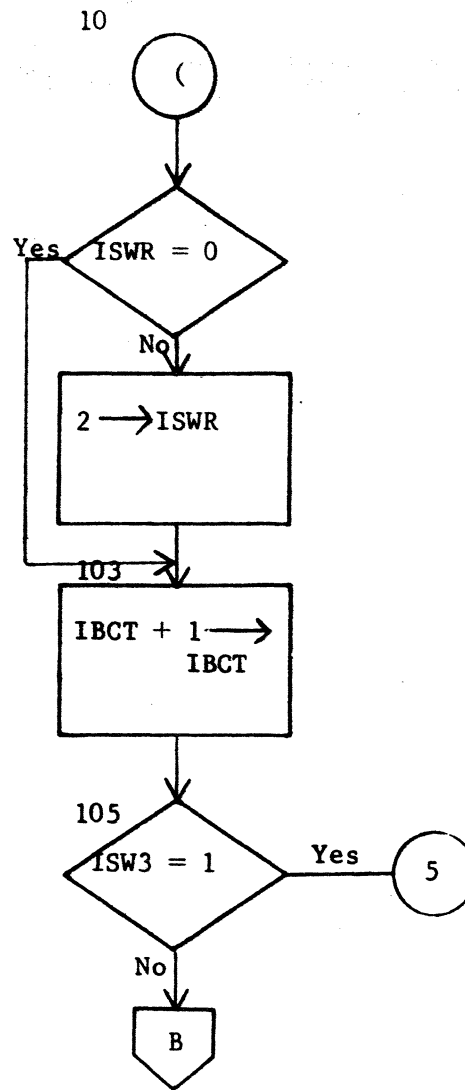 10
(
ISWR = 0
Yes
No
2 → ISWR
103
IBCT + 1 →
IBCT
105
ISW3 = 1
Yes
5
No
B